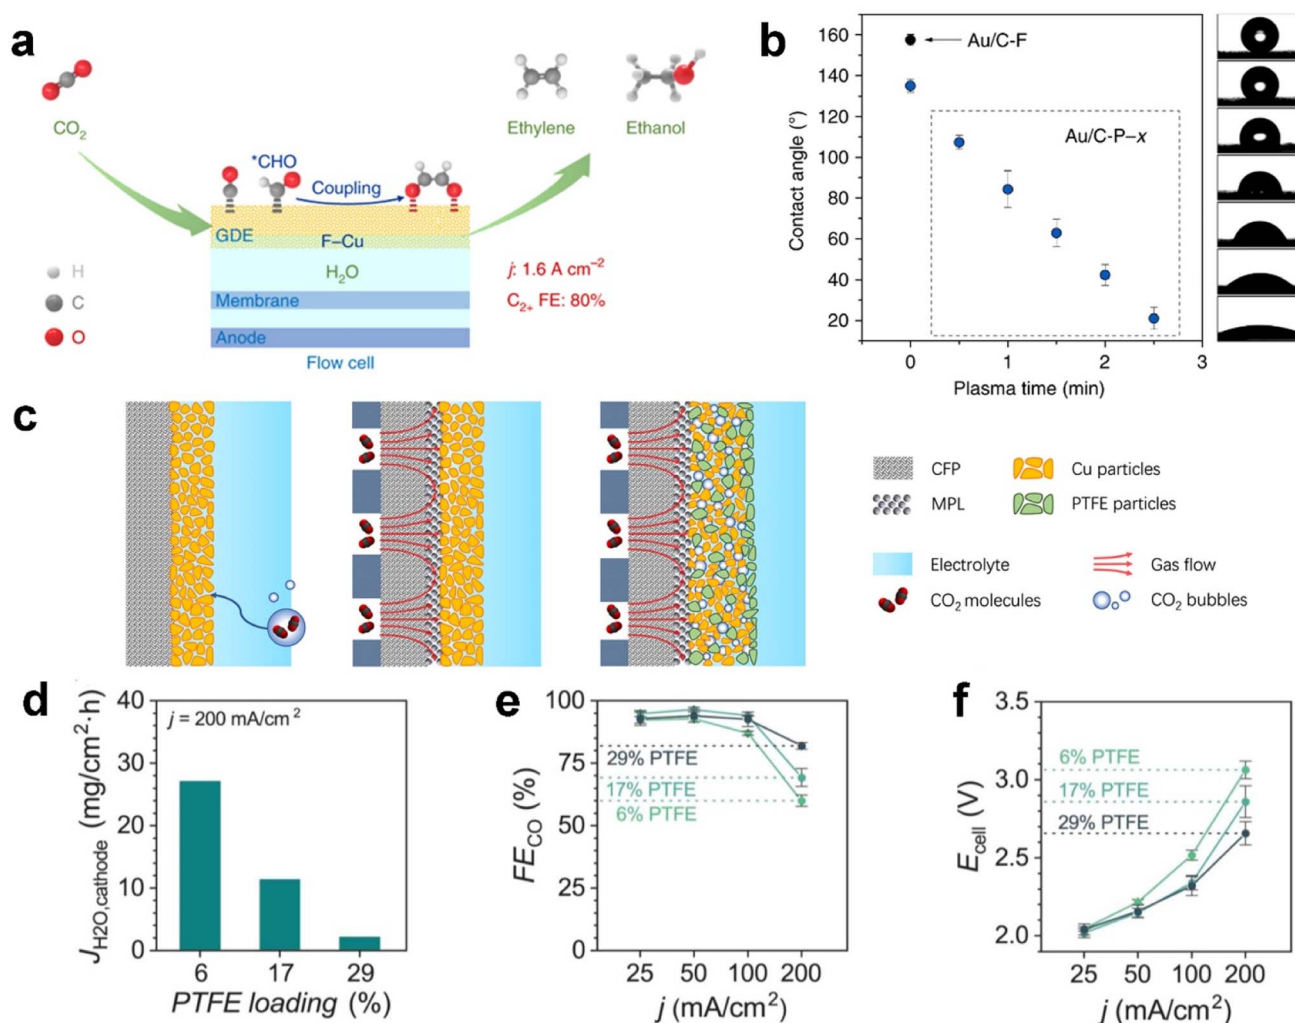 a
CO₂
*CHO
Coupling
Ethylene
Ethanol
GDE
F–Cu
H₂O
Membrane
Anode
Flow cell
H
C
O
j: 1.6 A cm⁻²
C₂₊ FE: 80%
b
Contact angle (°)
160
140
120
100
80
60
40
20
Au/C-F
Au/C-P–x
0
1
2
3
Plasma time (min)
c
CFP
Cu particles
MPL
PTFE particles
Electrolyte
Gas flow
CO₂ molecules
CO₂ bubbles
d
J_H2O,cathode (mg/cm²·h)
40
30
20
10
0
j = 200 mA/cm²
6
17
29
PTFE loading (%)
e
FE_CO (%)
100
75
50
25
0
29% PTFE
17% PTFE
6% PTFE
25
50
100
200
j (mA/cm²)
f
E_cell (V)
3.5
3.0
2.5
2.0
6% PTFE
17% PTFE
29% PTFE
25
50
100
200
j (mA/cm²)